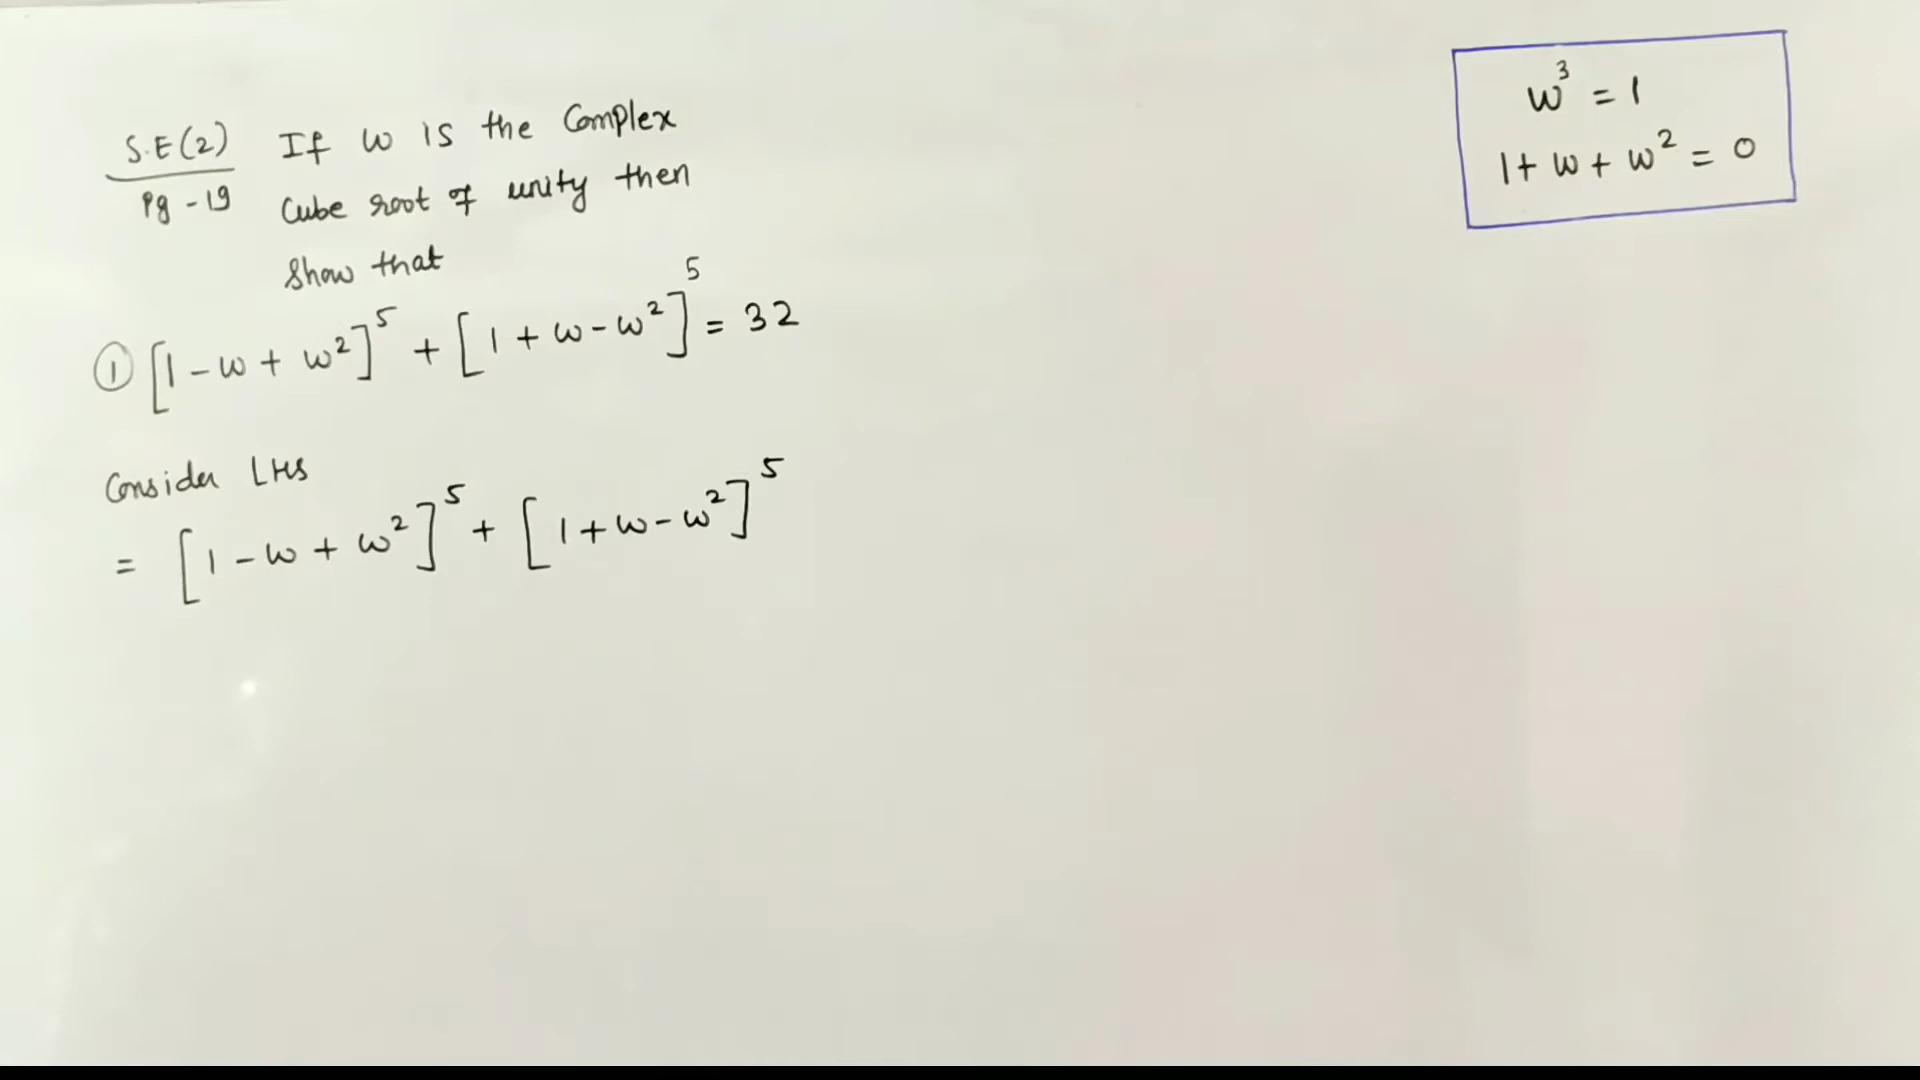 S.E(2) If ω is the Complex
Pg - 19 Cube root of unity then
Show that
① [1 - ω + ω²]⁵ + [1 + ω - ω²]⁵ = 32
Consider LHS
= [1 - ω + ω²]⁵ + [1 + ω - ω²]⁵
ω³ = 1
1 + ω + ω² = 0